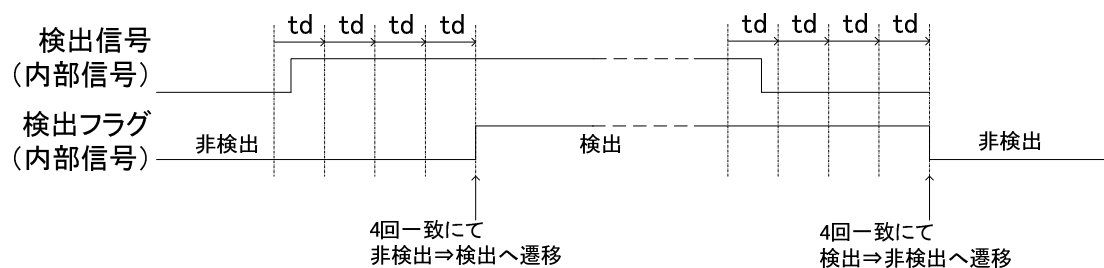 td td td td
td td td td
検出信号
（内部信号）
検出フラグ
（内部信号）
非検出
検出
非検出
4回一致にて
非検出⇒検出へ遷移
4回一致にて
検出⇒非検出へ遷移